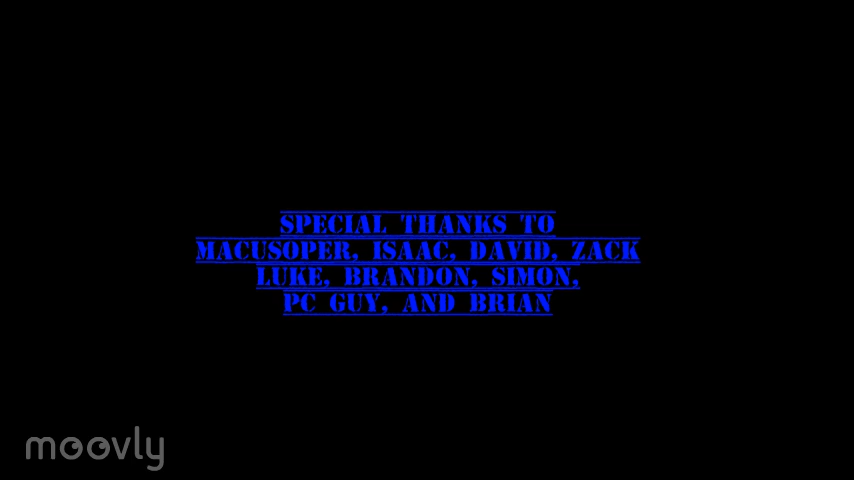 SPECIAL THANKS TO
MACUSOPER, ISAAC, DAVID, ZACK
LUKE, BRANDON, SIMON,
PC GUY, AND BRIAN
moovly